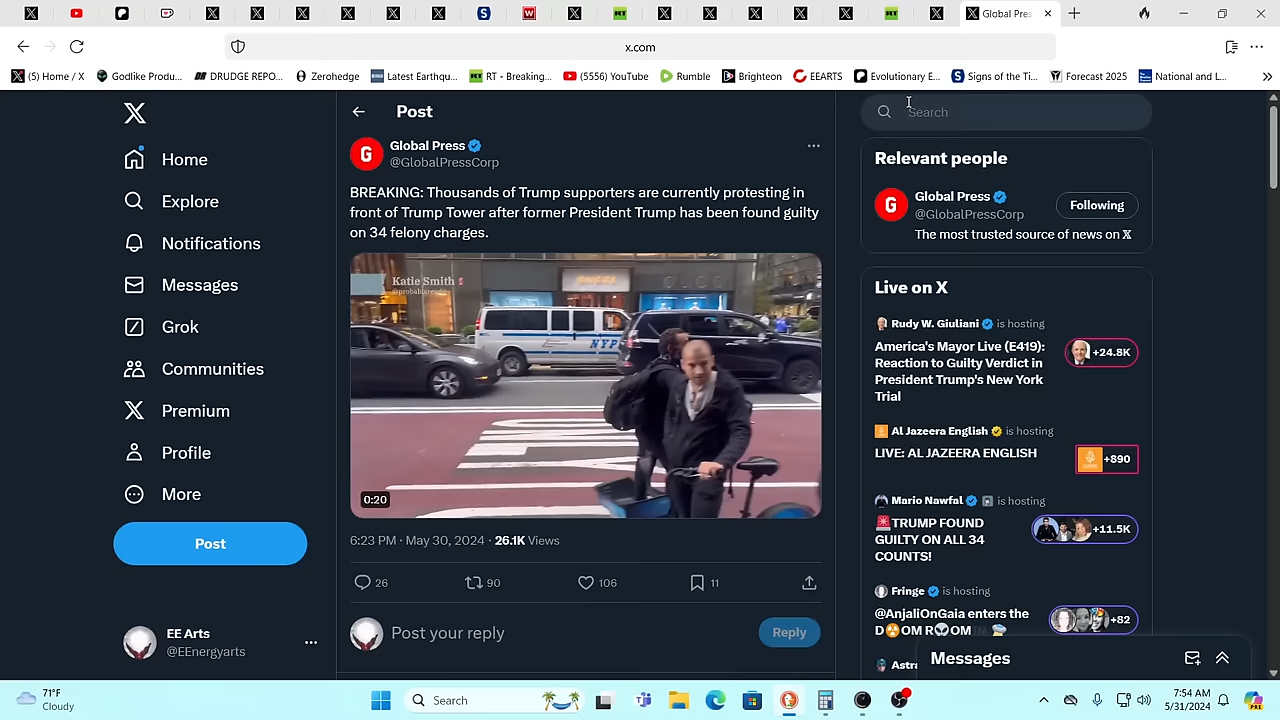 Global Pres
x.com
(5) Home / X
Godlike Produ...
DRUDGE REPO...
Zerohedge
Latest Earthqu...
RT - Breaking...
(5556) YouTube
Rumble
Brighteon
EEARTS
Evolutionary E...
Signs of the Ti...
Forecast 2025
National and L...
Post
Search
Home
Explore
Notifications
Messages
Grok
Communities
Premium
Profile
More
Post
EE Arts
@EEnergyarts
Global Press
@GlobalPressCorp
BREAKING: Thousands of Trump supporters are currently protesting in
front of Trump Tower after former President Trump has been found guilty
on 34 felony charges.
Katie Smith
NYP
0:20
6:23 PM · May 30, 2024 · 26.1K Views
26
90
106
11
Post your reply
Reply
Relevant people
Global Press
@GlobalPressCorp
Following
The most trusted source of news on X
Live on X
Rudy W. Giuliani is hosting
America's Mayor Live (E419):
Reaction to Guilty Verdict in
President Trump's New York
Trial
+24.8K
Al Jazeera English is hosting
LIVE: AL JAZEERA ENGLISH
+890
Mario Nawfal is hosting
🚨TRUMP FOUND
GUILTY ON ALL 34
COUNTS!
+11.5K
Fringe is hosting
@AnjaliOnGaia enters the
D☢OM R👽OM
+82
Astra
Messages
71°F
Cloudy
Search
7:54 AM
5/31/2024